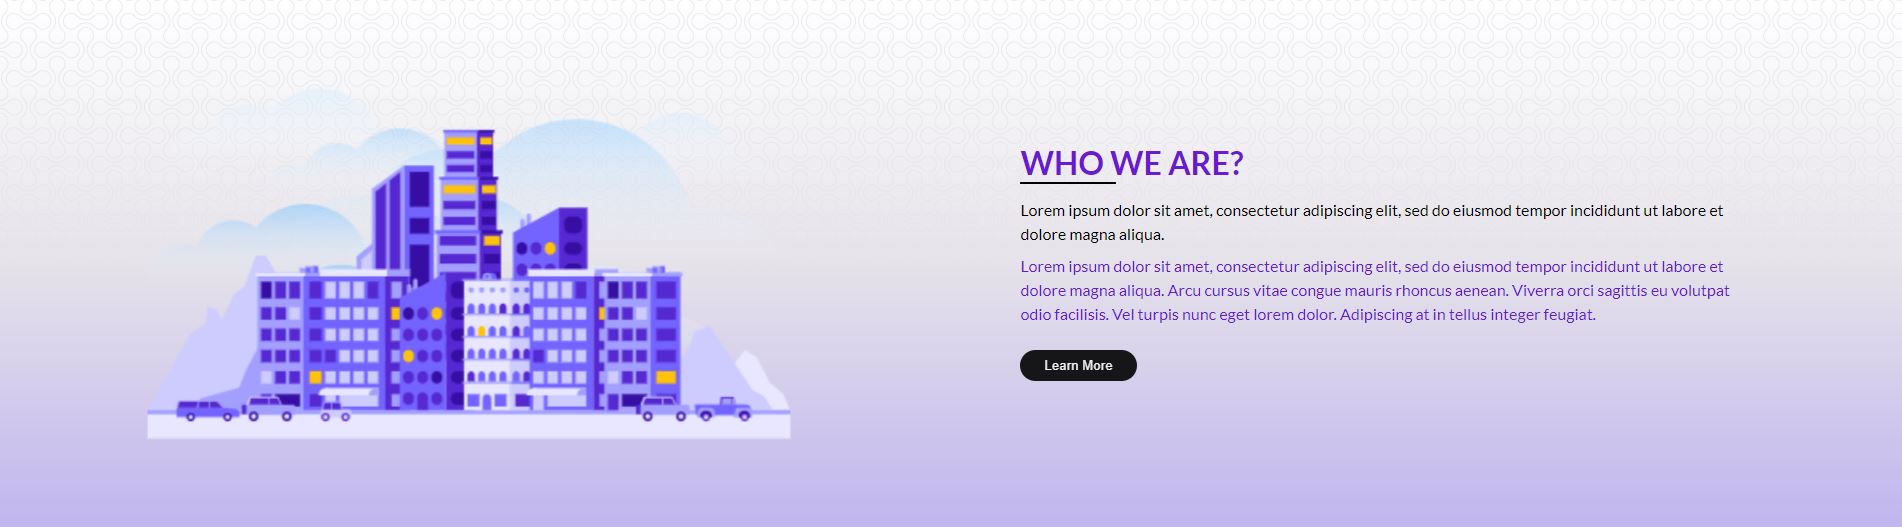 WHO WE ARE?
Lorem ipsum dolor sit amet, consectetur adipiscing elit, sed do eiusmod tempor incididunt ut labore et
dolore magna aliqua.
Lorem ipsum dolor sit amet, consectetur adipiscing elit, sed do eiusmod tempor incididunt ut labore et
dolore magna aliqua. Arcu cursus vitae congue mauris rhoncus aenean. Viverra orci sagittis eu volutpat
odio facilisis. Vel turpis nunc eget lorem dolor. Adipiscing at in tellus integer feugiat.
Learn More